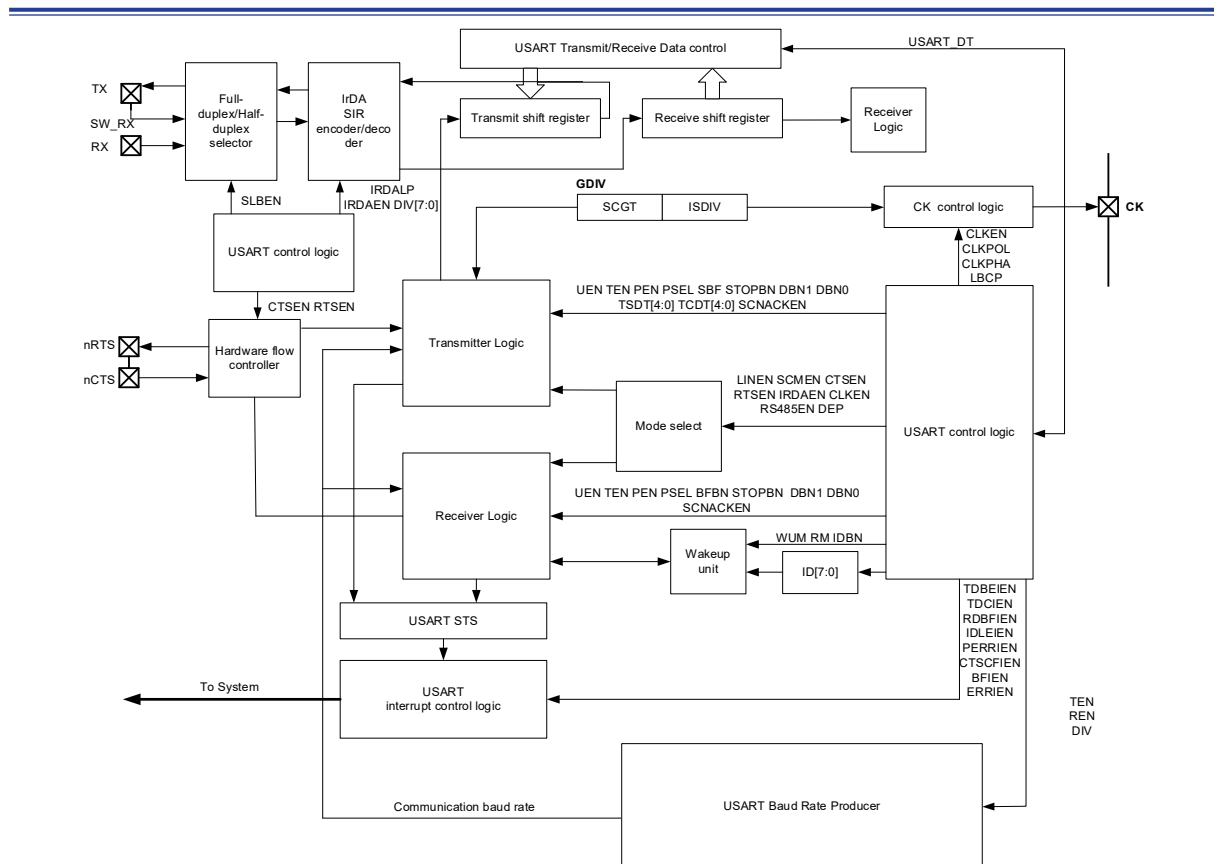 USART Transmit/Receive Data control
USART_DT
TX
SW_RX
RX
Full-
duplex/Half-
duplex
selector
IrDA
SIR
encoder/deco
der
Transmit shift register
Receive shift register
Receiver
Logic
SLBEN
IRDALP
IRDAEN DIV[7:0]
GDIV
SCGT
ISDIV
CK control logic
CK
USART control logic
CLKEN
CLKPOL
CLKPHA
LBCP
CTSEN RTSEN
UEN TEN PEN PSEL SBF STOPBN DBN1 DBN0
TSDT[4:0] TCDT[4:0] SCNACKEN
nRTS
nCTS
Hardware flow
controller
Transmitter Logic
LINEN SCMEN CTSEN
RTSEN IRDAEN CLKEN
RS485EN DEP
Mode select
USART control logic
UEN TEN PEN PSEL BFBN STOPBN DBN1 DBN0
SCNACKEN
Receiver Logic
WUM RM IDBN
Wakeup
unit
ID[7:0]
USART STS
TDBEIEN
TDCIEN
RDBFIEN
IDLEIEN
PERRIEN
CTSCFIEN
BFIEN
ERRIEN
To System
USART
interrupt control logic
TEN
REN
DIV
Communication baud rate
USART Baud Rate Producer